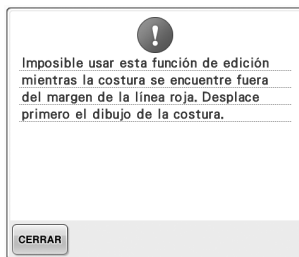 Imposible usar esta función de edición
mientras la costura se encuentre fuera
del margen de la línea roja. Desplace
primero el dibujo de la costura.
CERRAR